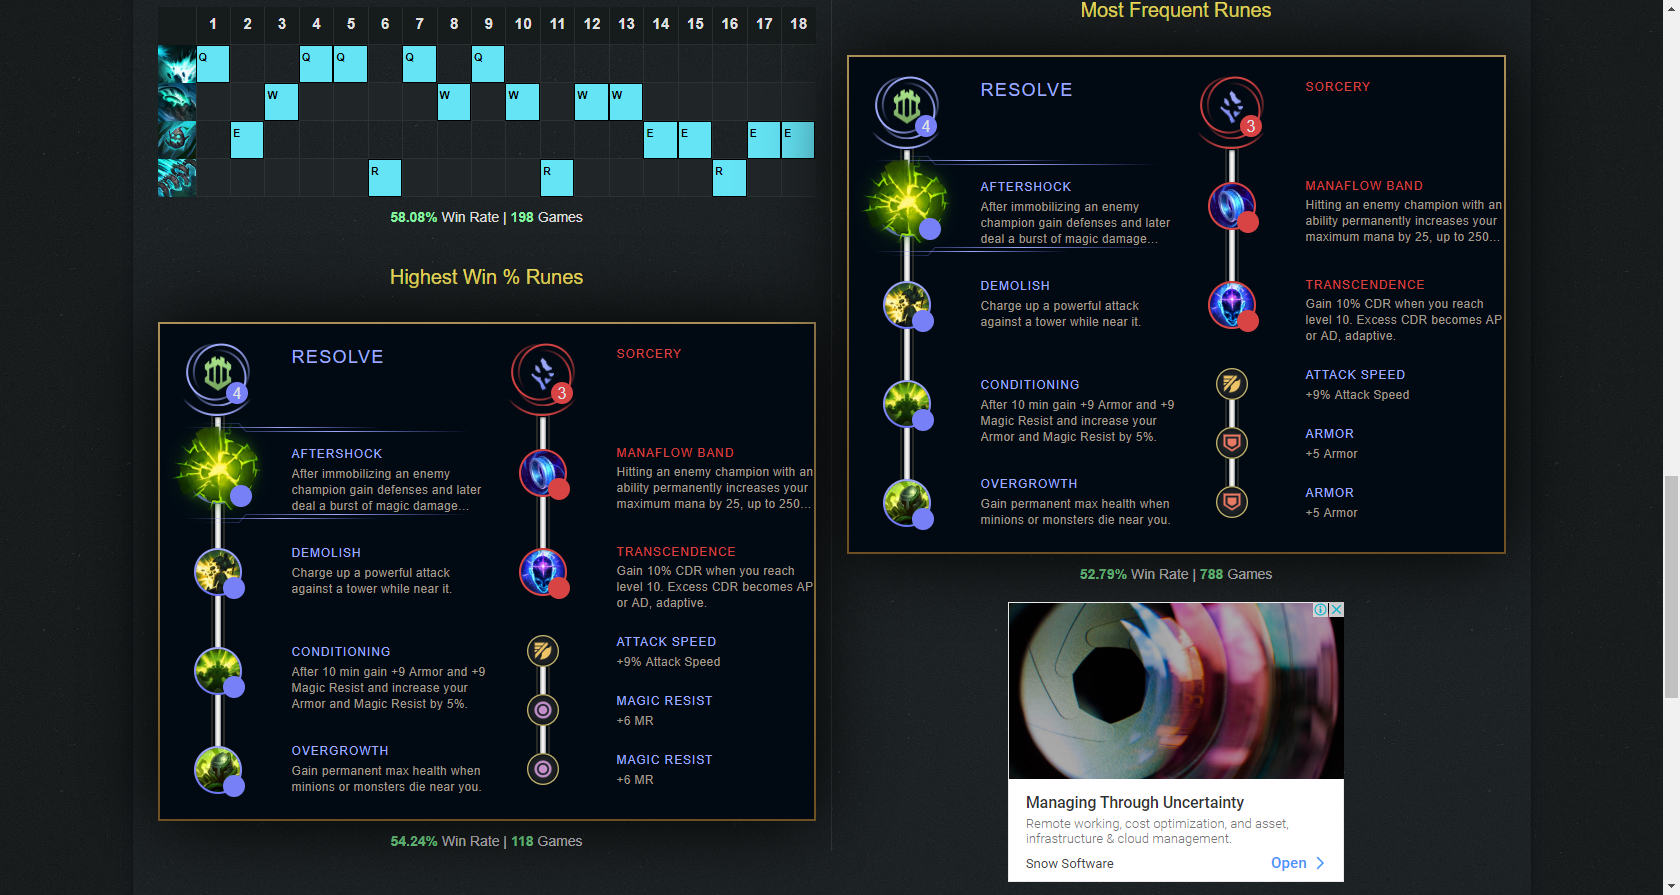 1 2 3 4 5 6 7 8 9 10 11 12 13 14 15 16 17 18
Q Q Q Q Q
W W W W W
E E E E E
R R R
58.08% Win Rate | 198 Games
Highest Win % Runes
4
RESOLVE
AFTERSHOCK
After immobilizing an enemy
champion gain defenses and later
deal a burst of magic damage...
DEMOLISH
Charge up a powerful attack
against a tower while near it.
CONDITIONING
After 10 min gain +9 Armor and +9
Magic Resist and increase your
Armor and Magic Resist by 5%.
OVERGROWTH
Gain permanent max health when
minions or monsters die near you.
3
SORCERY
MANAFLOW BAND
Hitting an enemy champion with an
ability permanently increases your
maximum mana by 25, up to 250...
TRANSCENDENCE
Gain 10% CDR when you reach
level 10. Excess CDR becomes AP
or AD, adaptive.
ATTACK SPEED
+9% Attack Speed
MAGIC RESIST
+6 MR
MAGIC RESIST
+6 MR
54.24% Win Rate | 118 Games
Most Frequent Runes
4
RESOLVE
AFTERSHOCK
After immobilizing an enemy
champion gain defenses and later
deal a burst of magic damage...
DEMOLISH
Charge up a powerful attack
against a tower while near it.
CONDITIONING
After 10 min gain +9 Armor and +9
Magic Resist and increase your
Armor and Magic Resist by 5%.
OVERGROWTH
Gain permanent max health when
minions or monsters die near you.
3
SORCERY
MANAFLOW BAND
Hitting an enemy champion with an
ability permanently increases your
maximum mana by 25, up to 250...
TRANSCENDENCE
Gain 10% CDR when you reach
level 10. Excess CDR becomes AP
or AD, adaptive.
ATTACK SPEED
+9% Attack Speed
ARMOR
+5 Armor
ARMOR
+5 Armor
52.79% Win Rate | 788 Games
Managing Through Uncertainty
Remote working, cost optimization, and asset,
infrastructure & cloud management.
Snow Software
Open